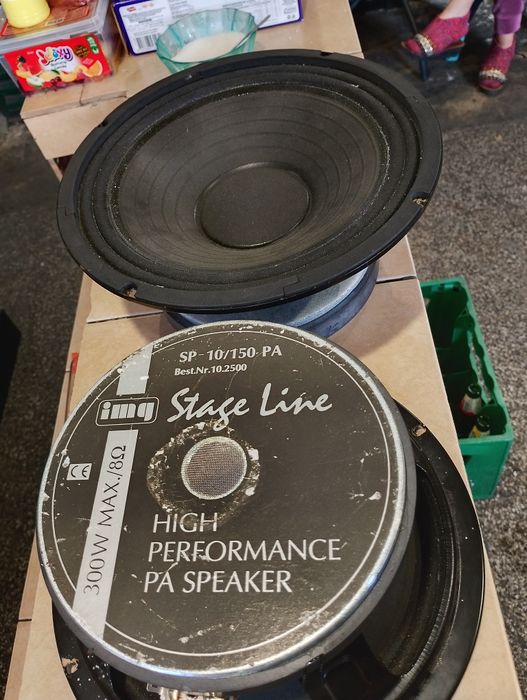 SP-10/150 PA
Best.Nr.10.2500
img Stage Line
CE
300W MAX./8Ω
HIGH
PERFORMANCE
PA SPEAKER